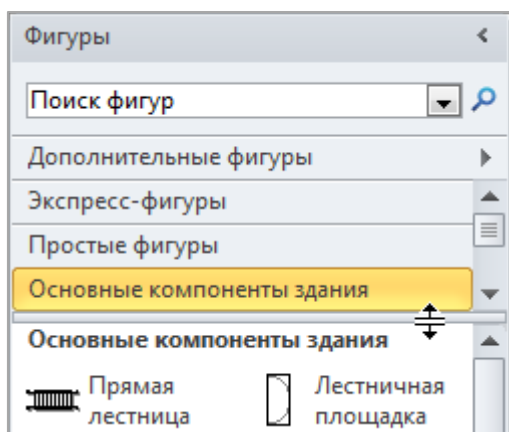 Фигуры
Поиск фигур
Дополнительные фигуры
Экспресс-фигуры
Простые фигуры
Основные компоненты здания
Основные компоненты здания
Прямая лестница
Лестничная площадка